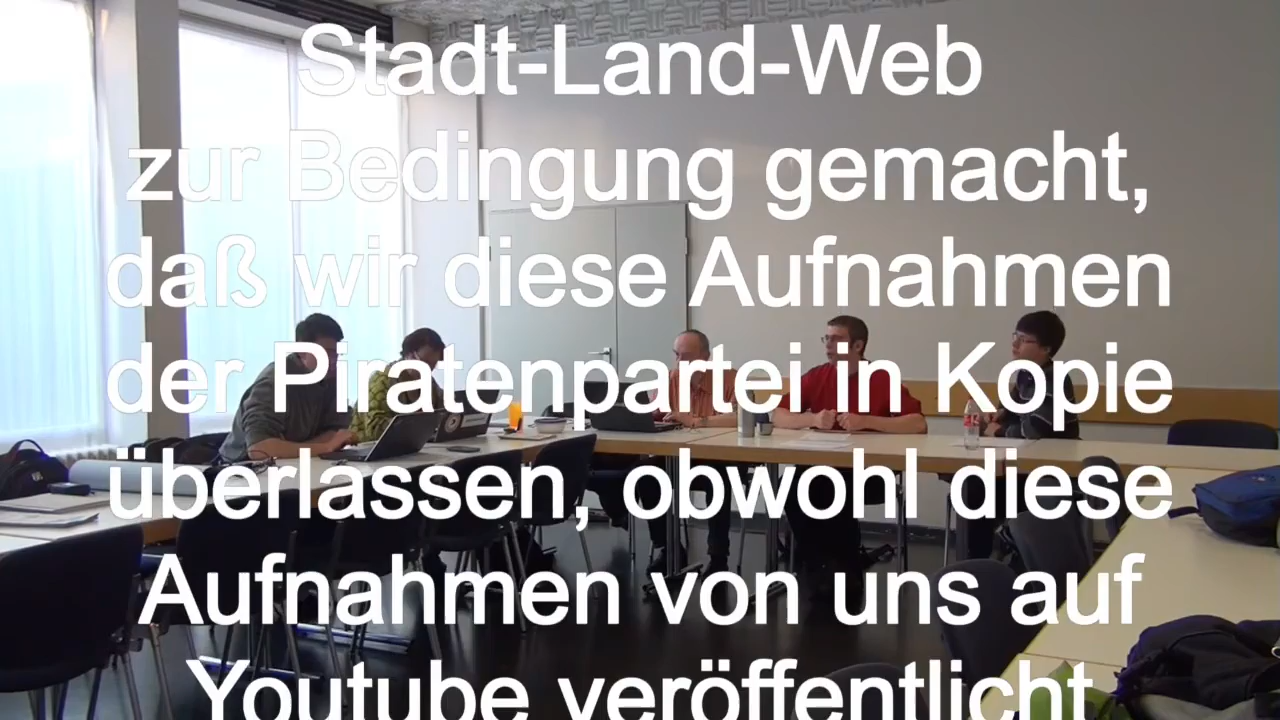 Stadt-Land-Web
zur Bedingung gemacht,
daß wir diese Aufnahmen
der Piratenpartei in Kopie
überlassen, obwohl diese
Aufnahmen von uns auf
Youtube veröffentlicht